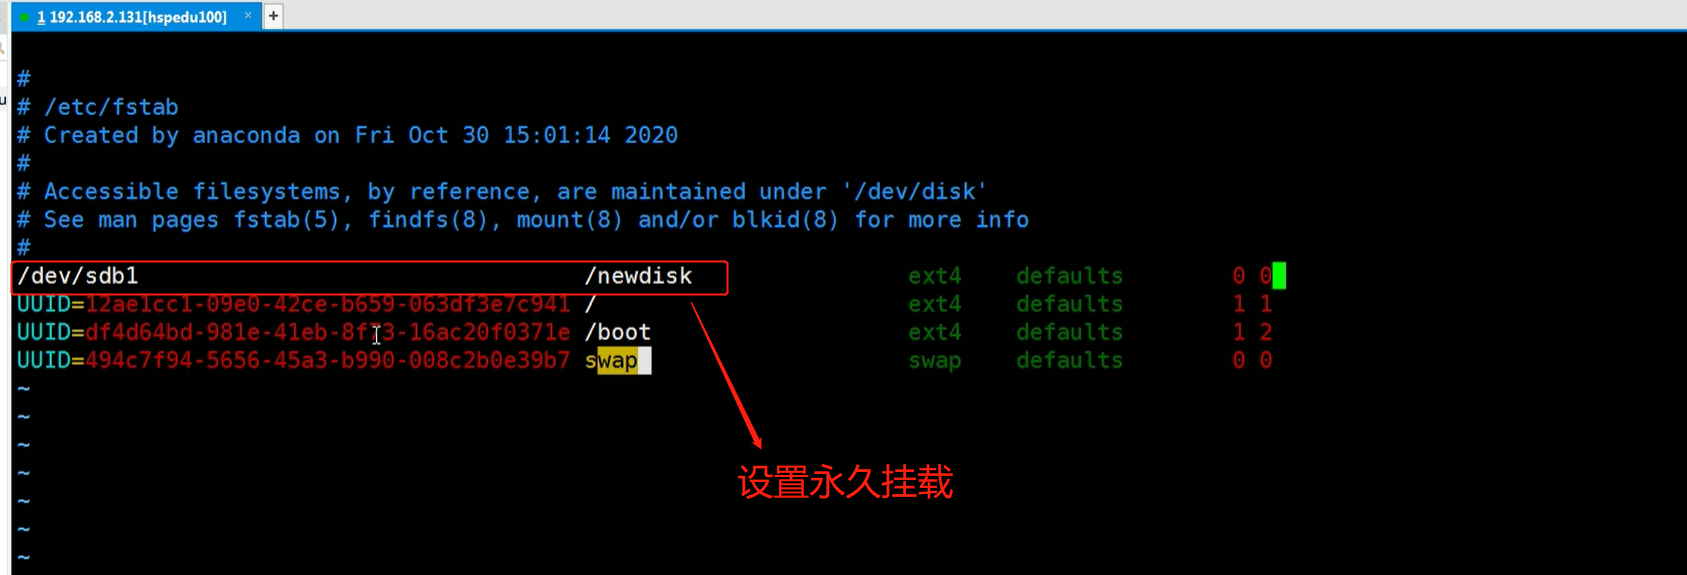 1 192.168.2.131[hspedu100] × +
#
# /etc/fstab
# Created by anaconda on Fri Oct 30 15:01:14 2020
#
# Accessible filesystems, by reference, are maintained under '/dev/disk'
# See man pages fstab(5), findfs(8), mount(8) and/or blkid(8) for more info
#
/dev/sdb1 /newdisk ext4 defaults 0 0
UUID=12ae1cc1-09e0-42ce-b659-063df3e7c941 / ext4 defaults 1 1
UUID=df4d64bd-981e-41eb-8f73-16ac20f0371e /boot ext4 defaults 1 2
UUID=494c7f94-5656-45a3-b990-008c2b0e39b7 swap swap defaults 0 0
~
~
~
~
设置永久挂载
~
~
~